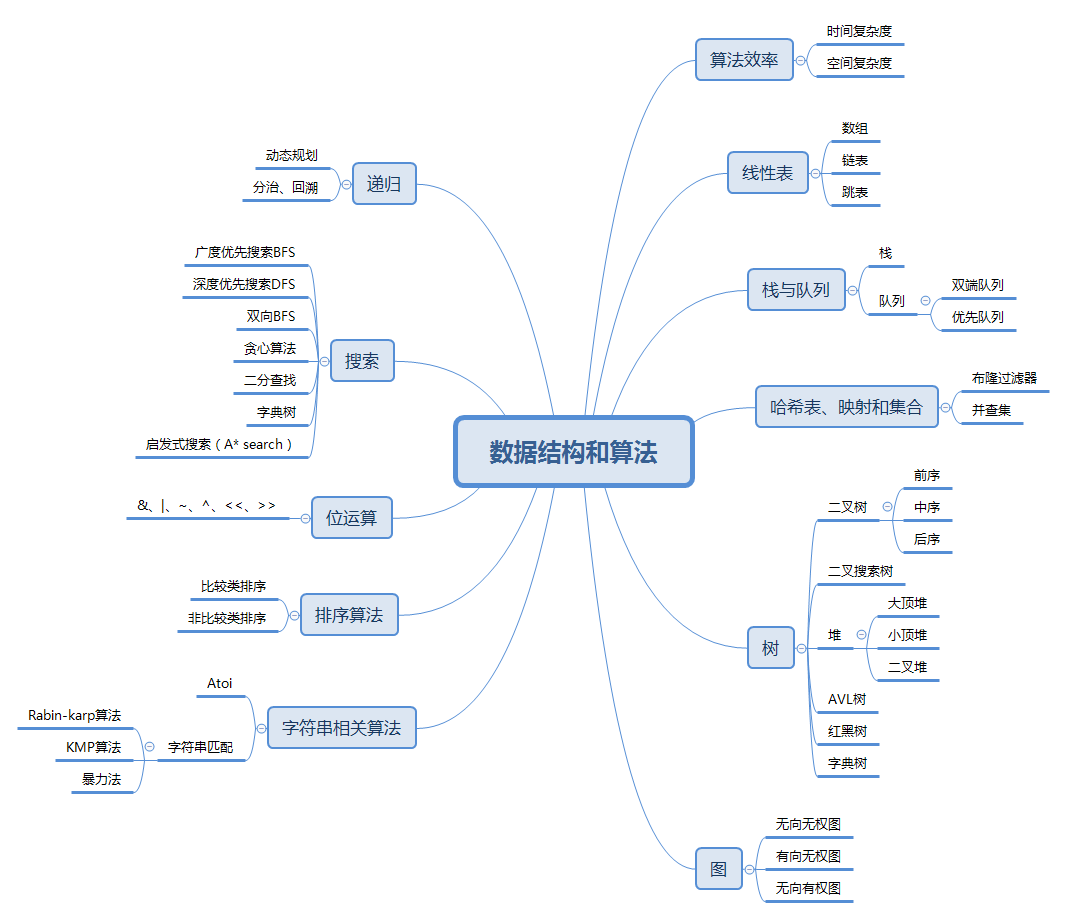 数据结构和算法
算法效率
时间复杂度
空间复杂度
线性表
数组
链表
跳表
栈与队列
栈
队列
双端队列
优先队列
哈希表、映射和集合
布隆过滤器
并查集
树
二叉树
前序
中序
后序
二叉搜索树
堆
大顶堆
小顶堆
二叉堆
AVL树
红黑树
字典树
图
无向无权图
有向无权图
无向有权图
递归
动态规划
分治、回溯
搜索
广度优先搜索BFS
深度优先搜索DFS
双向BFS
贪心算法
二分查找
字典树
启发式搜索（A* search）
位运算
&、|、~、^、<<、>>
排序算法
比较类排序
非比较类排序
字符串相关算法
Atoi
字符串匹配
Rabin-karp算法
KMP算法
暴力法